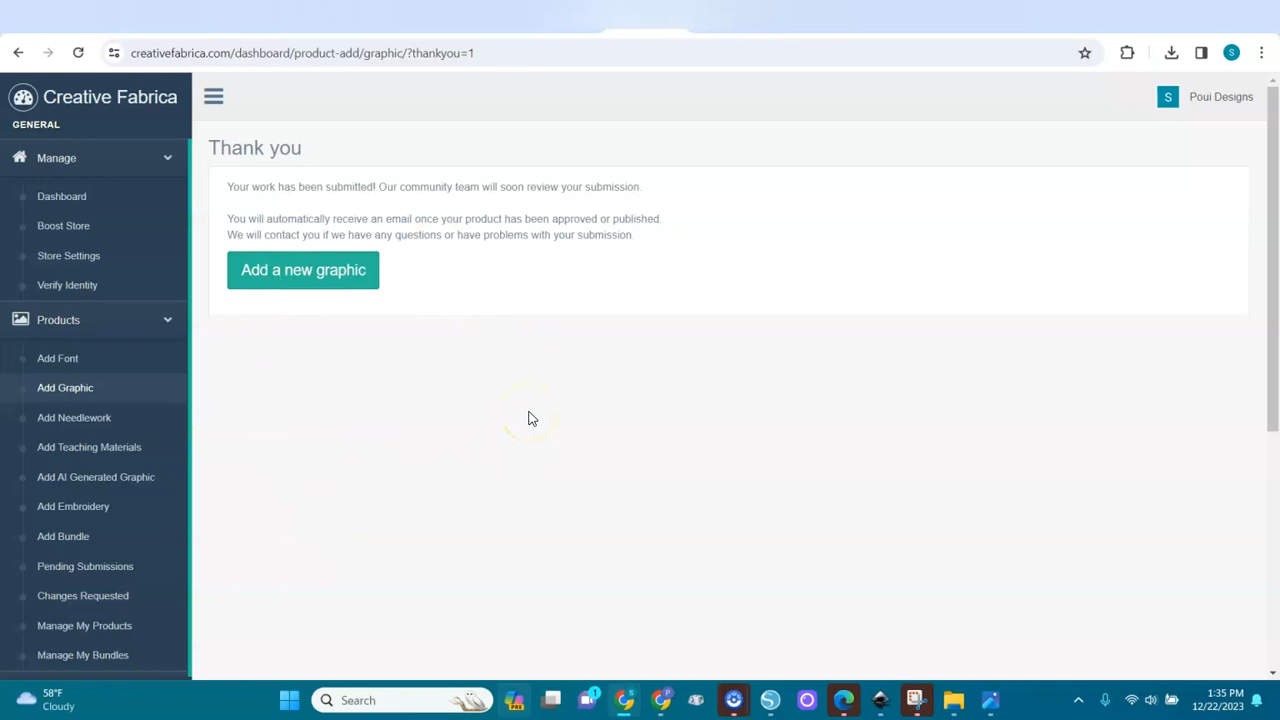 creativefabrica.com/dashboard/product-add/graphic/?thankyou=1
S
Creative Fabrica
S Poui Designs
GENERAL
Manage
Dashboard
Boost Store
Store Settings
Verify Identity
Products
Add Font
Add Graphic
Add Needlework
Add Teaching Materials
Add AI Generated Graphic
Add Embroidery
Add Bundle
Pending Submissions
Changes Requested
Manage My Products
Manage My Bundles
Thank you
Your work has been submitted! Our community team will soon review your submission.
You will automatically receive an email once your product has been approved or published.
We will contact you if we have any questions or have problems with your submission.
Add a new graphic
58°F
Cloudy
Search
1
1:35 PM
12/22/2023